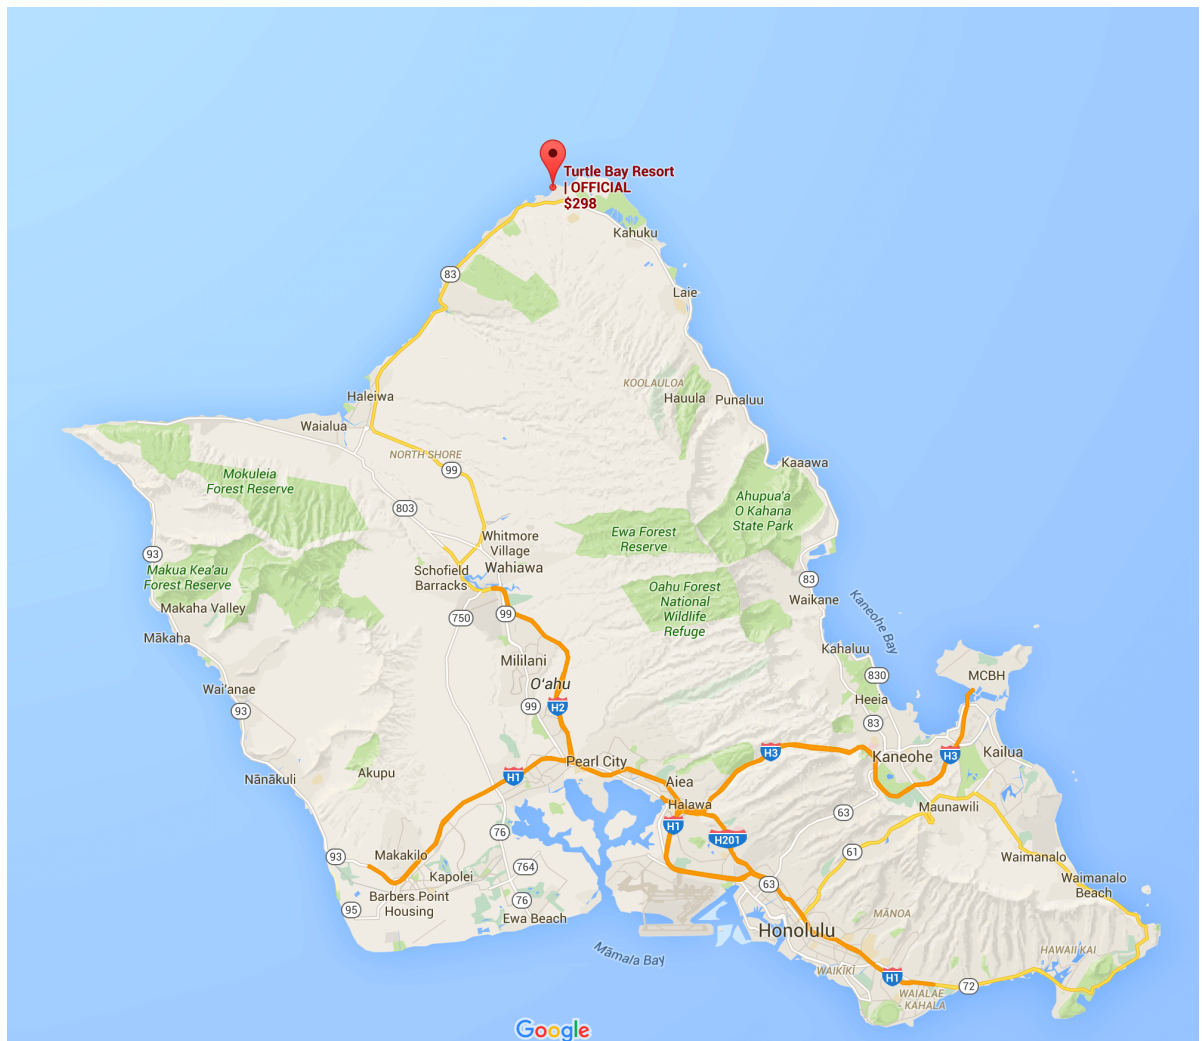 Turtle Bay Resort
| OFFICIAL
$298
Kahuku
83
Laie
KOOLAULOA
Haleiwa
Hauula
Punaluu
Waialua
NORTH SHORE
99
Kaaawa
Mokuleia
Forest Reserve
803
Ahupua'a
O Kahana
State Park
Ewa Forest
Reserve
Whitmore
Village
Wahiawa
93
Makua Kea'au
Forest Reserve
Schofield
Barracks
83
Oahu Forest
National
Wildlife
Refuge
Waikane
Kaneohe Bay
Makaha Valley
750
99
Mākaha
Kahaluu
Mililani
830
MCBH
O'ahu
Wai'anae
Heeia
93
99
H2
83
H3
Kaneohe
H3
Kailua
Pearl City
Nānākuli
Akupu
H1
Aiea
Halawa
Maunawili
63
H1
76
H201
61
93
Makakilo
Waimanalo
764
Kapolei
Waimanalo
Beach
63
Barbers Point
Housing
95
76
Ewa Beach
MĀNOA
Honolulu
Māmala Bay
HAWAII KAI
WAIKĪKĪ
H1
72
WAIALAE
- KAHALA
Google